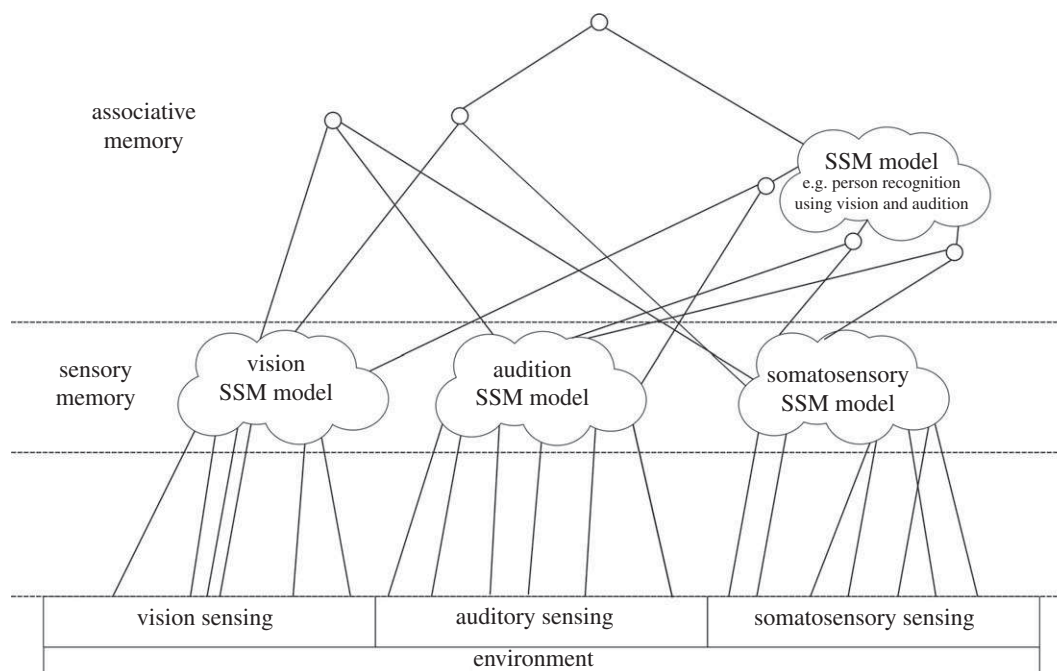 associative
memory
SSM model
e.g. person recognition
using vision and audition
sensory
memory
vision
SSM model
audition
SSM model
somatosensory
SSM model
vision sensing
auditory sensing
somatosensory sensing
environment